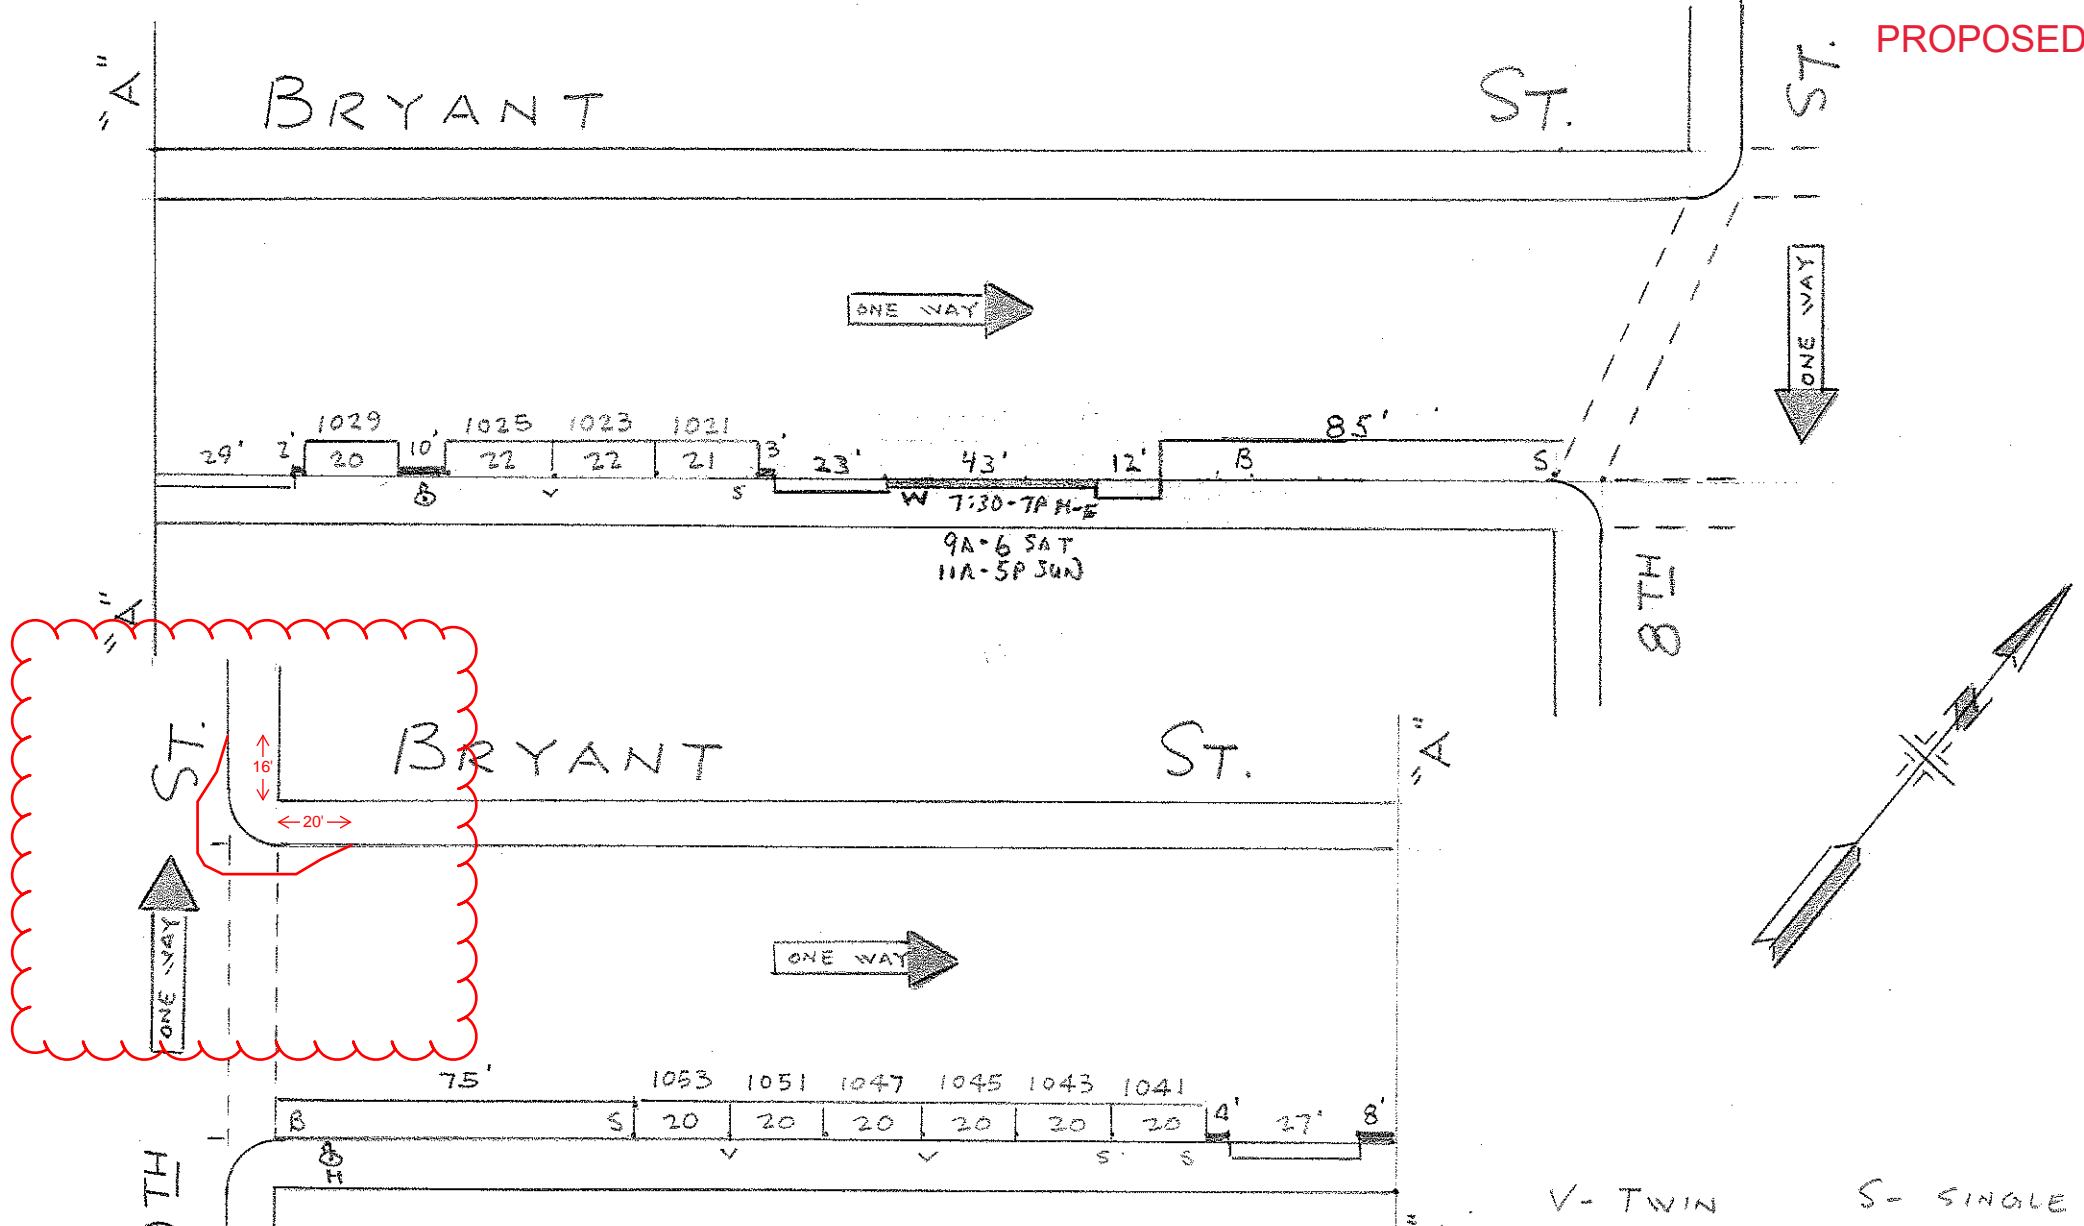 PROPOSED
"A"
BRYANT ST.
ST.
ONE WAY
ONE WAY
1029 1025 1023 1021 85'
29' 2' 20 10' 22 22 21 3' 23' 43' 12' B S
V S W 7:30-7P M-F
9A-6 SAT
11A-5P SUN
8TH
"A"
ST.
BRYANT ST.
"A"
16'
20'
ONE WAY
ONE WAY
75' 1053 1051 1047 1045 1043 1041
B S 20 20 20 20 20 20 4' 27' 8'
V V S S
H
TH
V- TWIN S- SINGLE